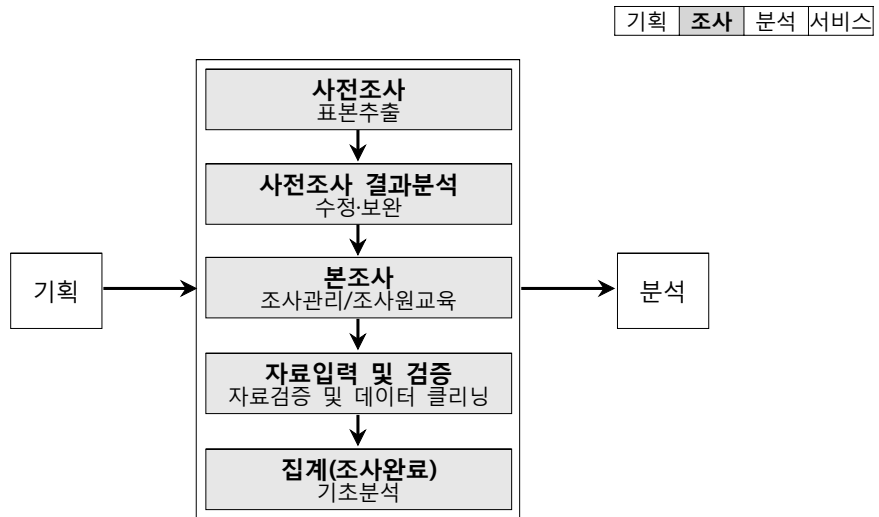 기획 조사 분석 서비스
사전조사
표본추출
사전조사 결과분석
수정·보완
기획
본조사
조사관리/조사원교육
분석
자료입력 및 검증
자료검증 및 데이터 클리닝
집계(조사완료)
기초분석